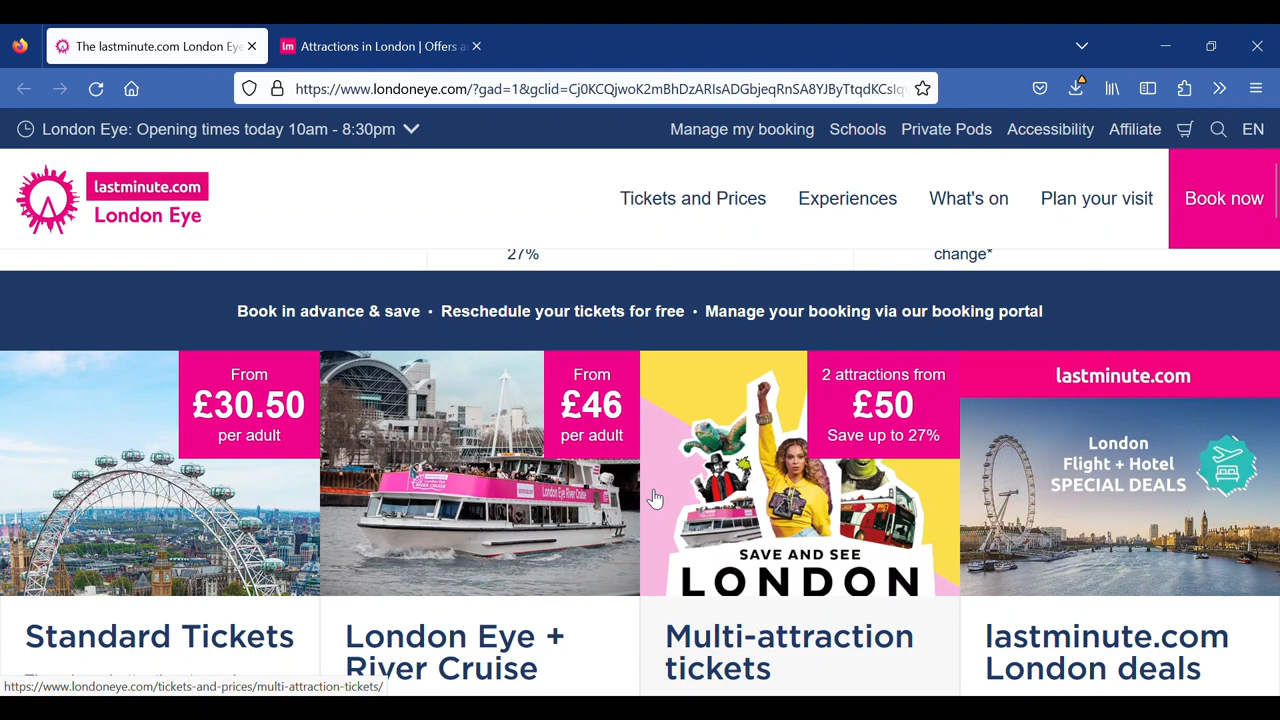 The lastminute.com London Eye
lm Attractions in London | Offers a
https://www.londoneye.com/?gad=1&gclid=Cj0KCQjwoK2mBhDzARIsADGbjeqRnSA8YJByTtqdKCsIq
London Eye: Opening times today 10am - 8:30pm
Manage my booking Schools Private Pods Accessibility Affiliate EN
lastminute.com
London Eye
Tickets and Prices Experiences What's on Plan your visit Book now
27%
change*
Book in advance & save • Reschedule your tickets for free • Manage your booking via our booking portal
From
£30.50
per adult
From
£46
per adult
London Eye River Cruise
2 attractions from
£50
Save up to 27%
SAVE AND SEE
LONDON
lastminute.com
London
Flight + Hotel
SPECIAL DEALS
Standard Tickets
London Eye +
River Cruise
Multi-attraction
tickets
lastminute.com
London deals
https://www.londoneye.com/tickets-and-prices/multi-attraction-tickets/